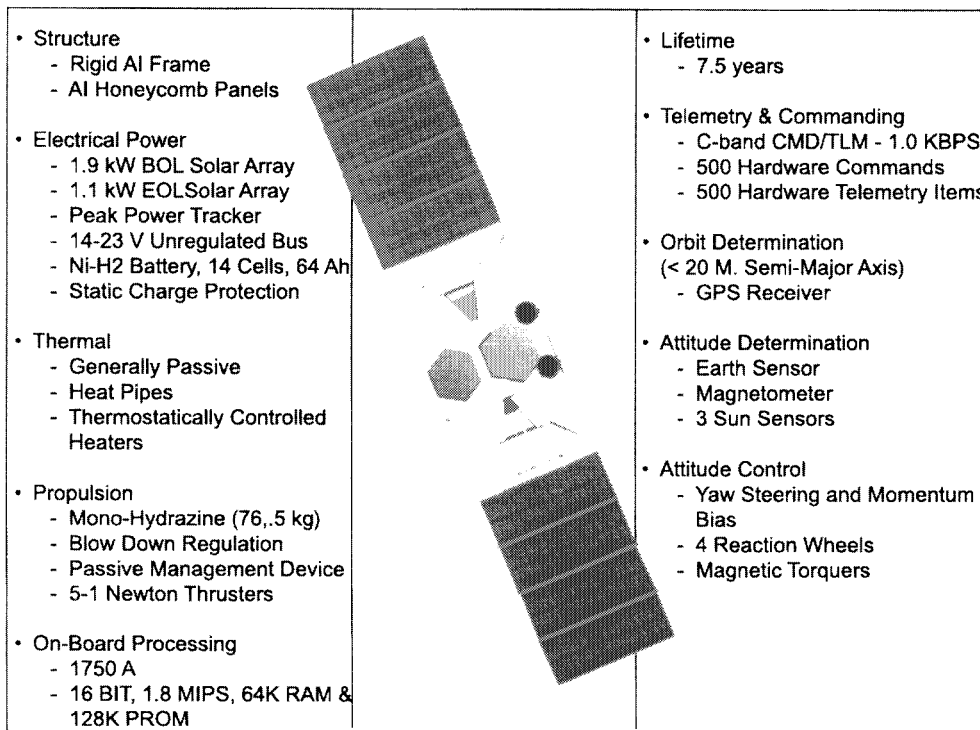 • Structure
- Rigid Al Frame
- Al Honeycomb Panels
• Electrical Power
- 1.9 kW BOL Solar Array
- 1.1 kW EOLSolar Array
- Peak Power Tracker
- 14-23 V Unregulated Bus
- Ni-H2 Battery, 14 Cells, 64 Ah
- Static Charge Protection
• Thermal
- Generally Passive
- Heat Pipes
- Thermostatically Controlled
Heaters
• Propulsion
- Mono-Hydrazine (76,.5 kg)
- Blow Down Regulation
- Passive Management Device
- 5-1 Newton Thrusters
• On-Board Processing
- 1750 A
- 16 BIT, 1.8 MIPS, 64K RAM &
128K PROM
• Lifetime
- 7.5 years
• Telemetry & Commanding
- C-band CMD/TLM - 1.0 KBPS
- 500 Hardware Commands
- 500 Hardware Telemetry Items
• Orbit Determination
(< 20 M. Semi-Major Axis)
- GPS Receiver
• Attitude Determination
- Earth Sensor
- Magnetometer
- 3 Sun Sensors
• Attitude Control
- Yaw Steering and Momentum
Bias
- 4 Reaction Wheels
- Magnetic Torquers